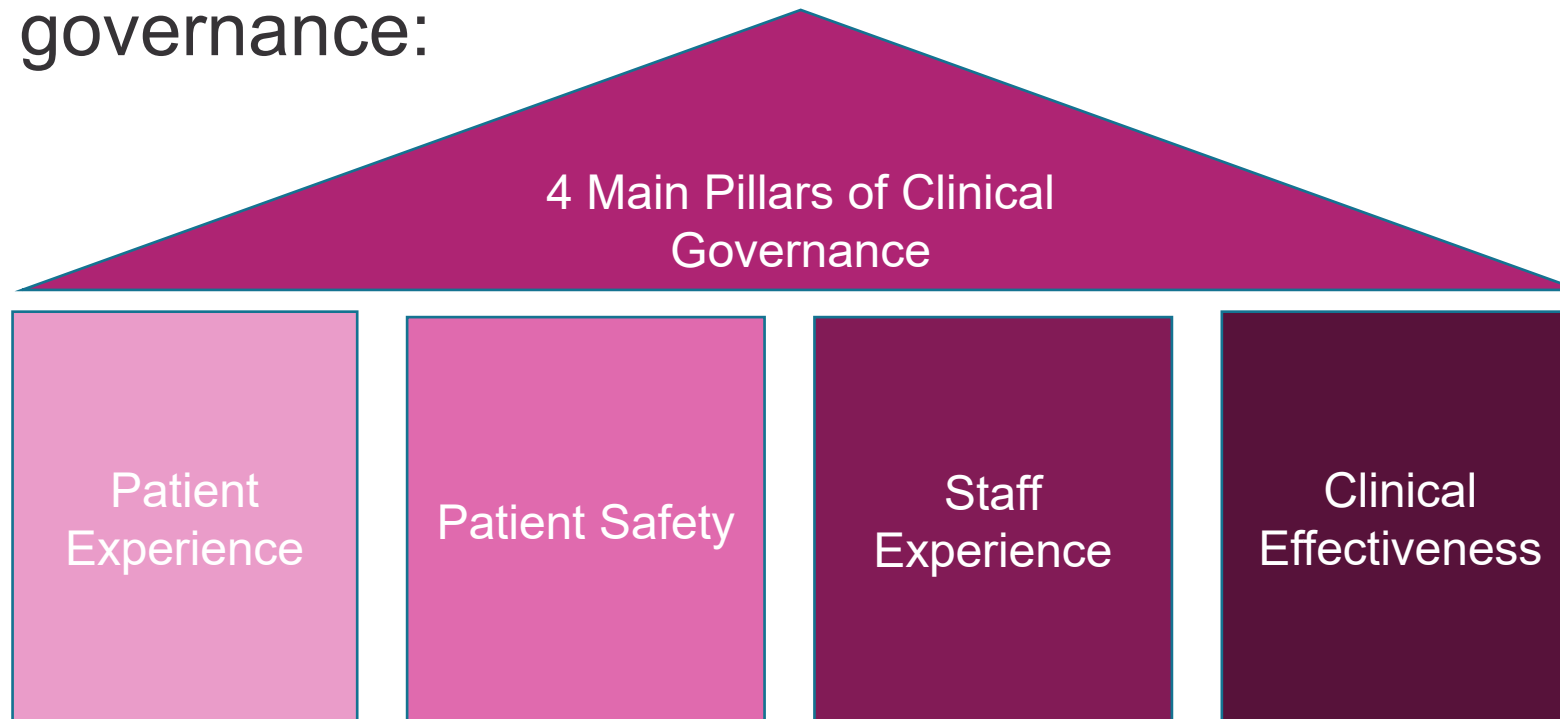 governance:
4 Main Pillars of Clinical
Governance
Patient
Experience
Patient Safety
Staff
Experience
Clinical
Effectiveness